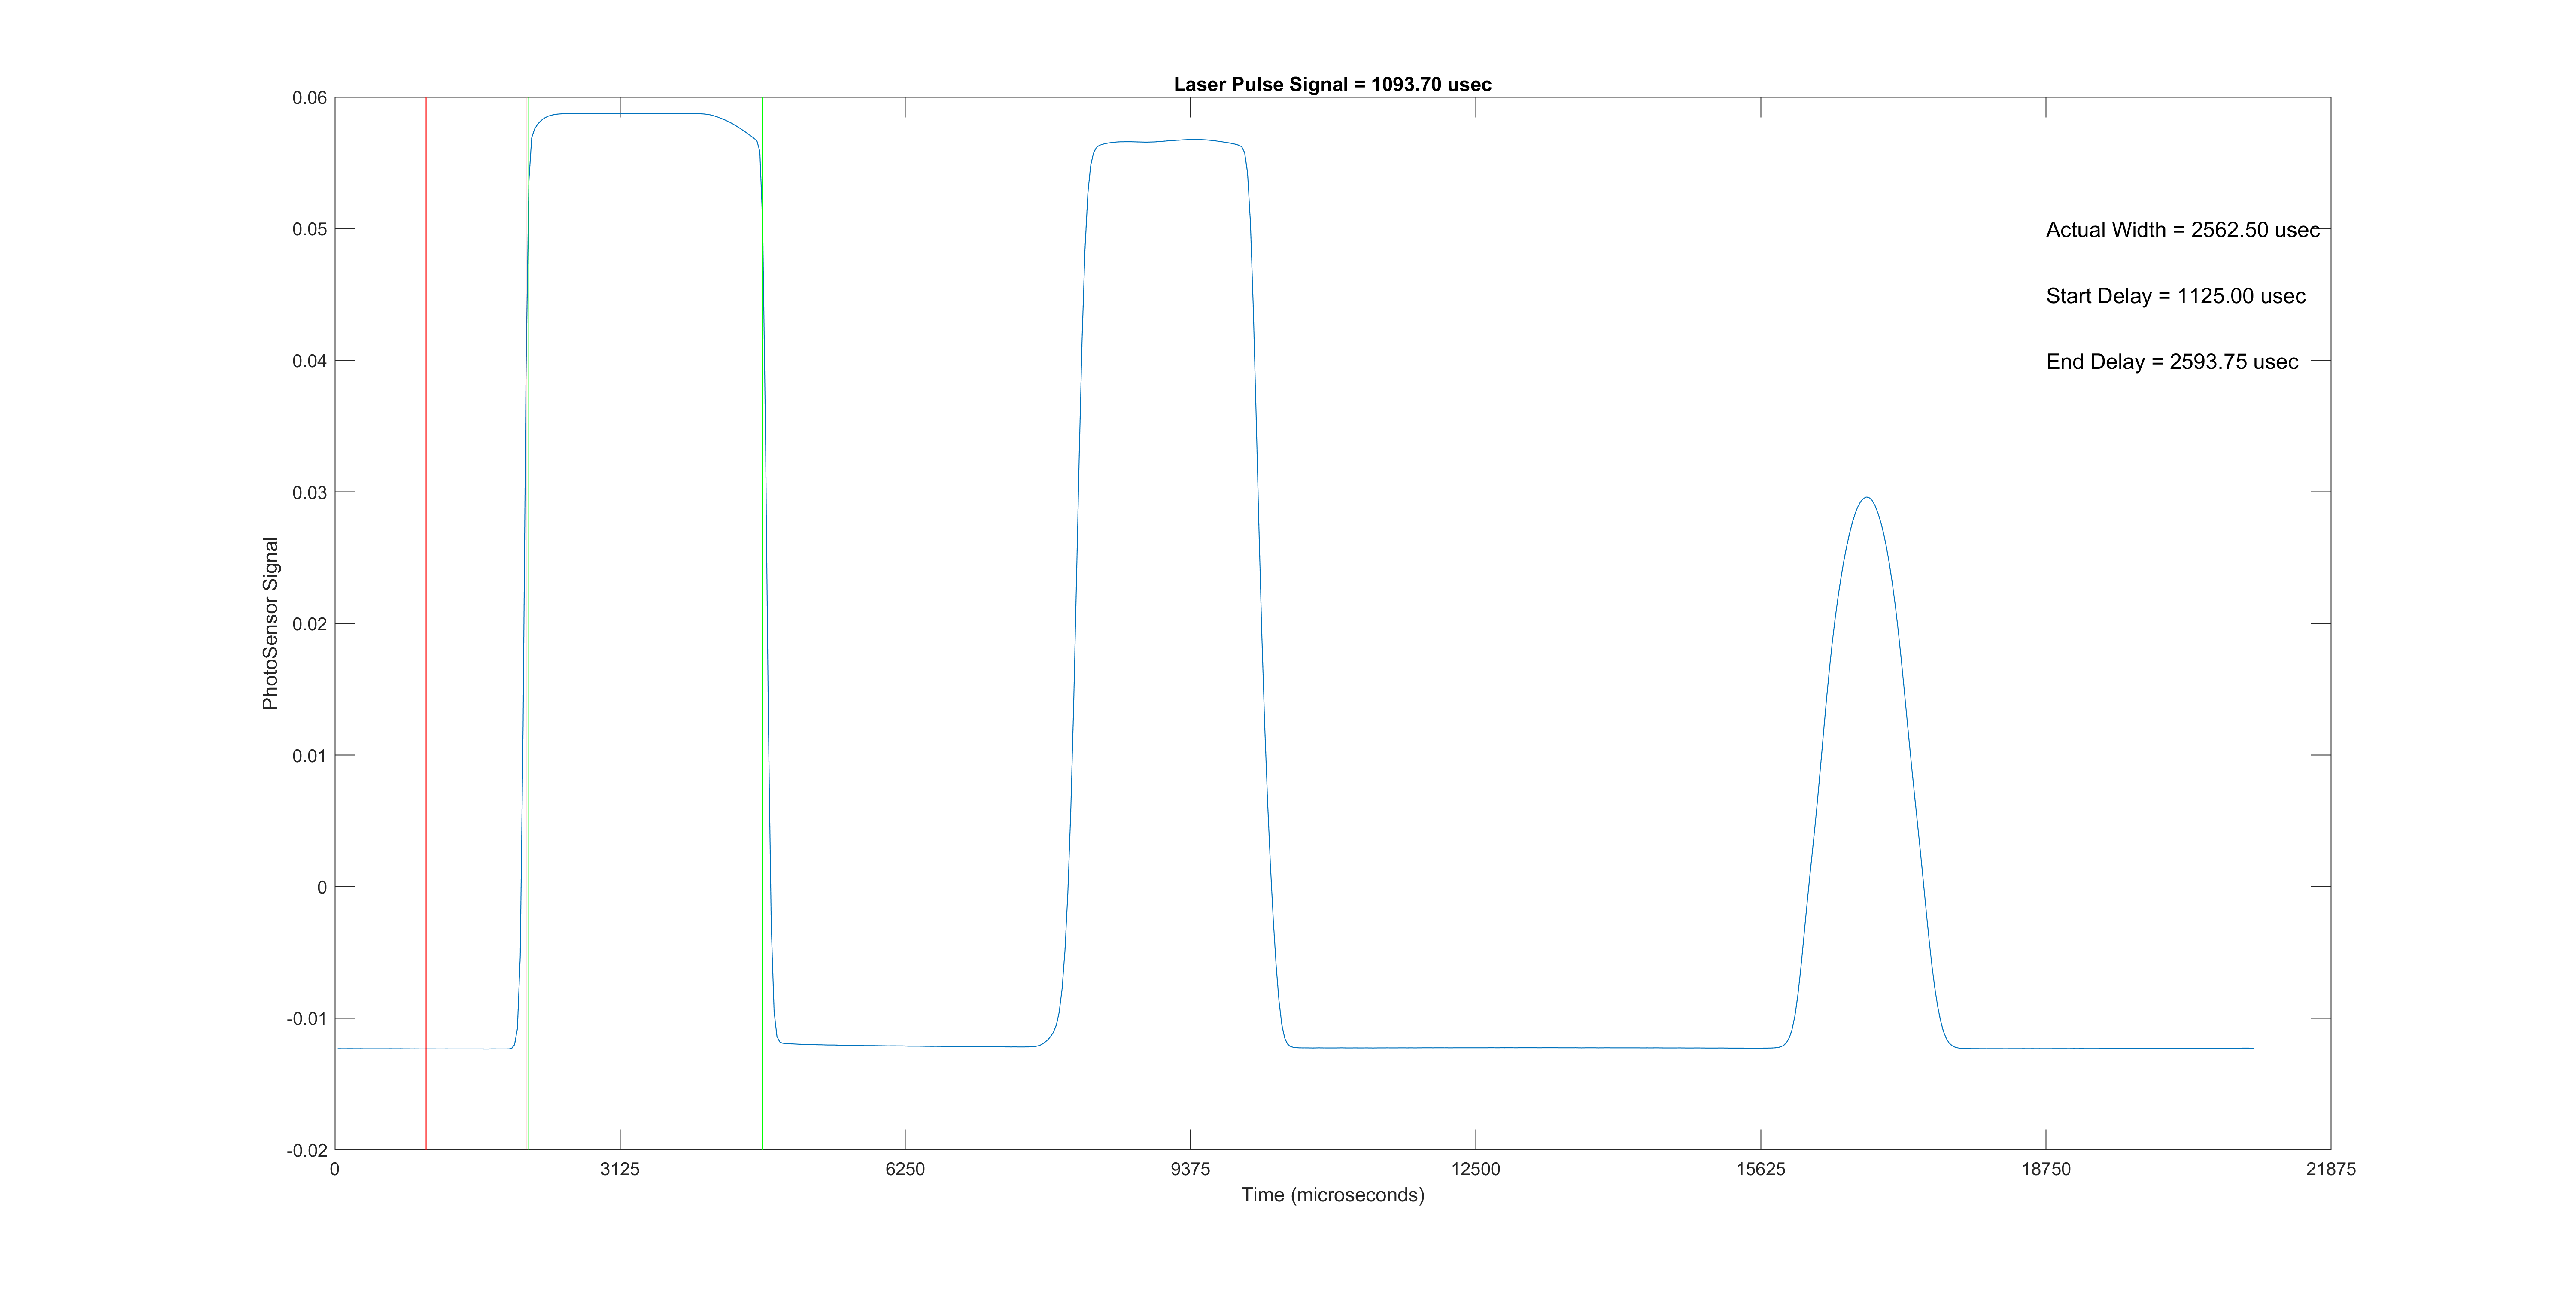 Laser Pulse Signal = 1093.70 usec
0.06
0.05
0.04
0.03
0.02
0.01
0
-0.01
-0.02
PhotoSensor Signal
Actual Width = 2562.50 usec
Start Delay = 1125.00 usec
End Delay = 2593.75 usec
0 3125 6250 9375 12500 15625 18750 21875
Time (microseconds)